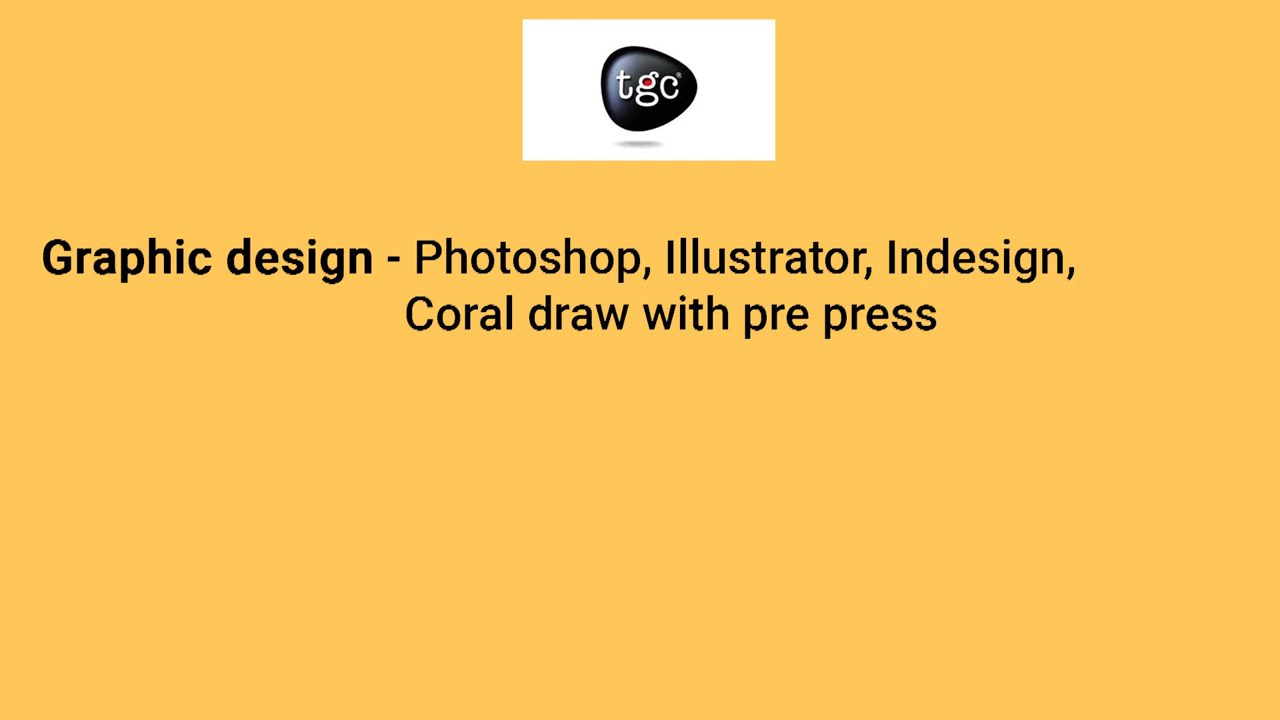 tgc®
Graphic design - Photoshop, Illustrator, Indesign,
Coral draw with pre press